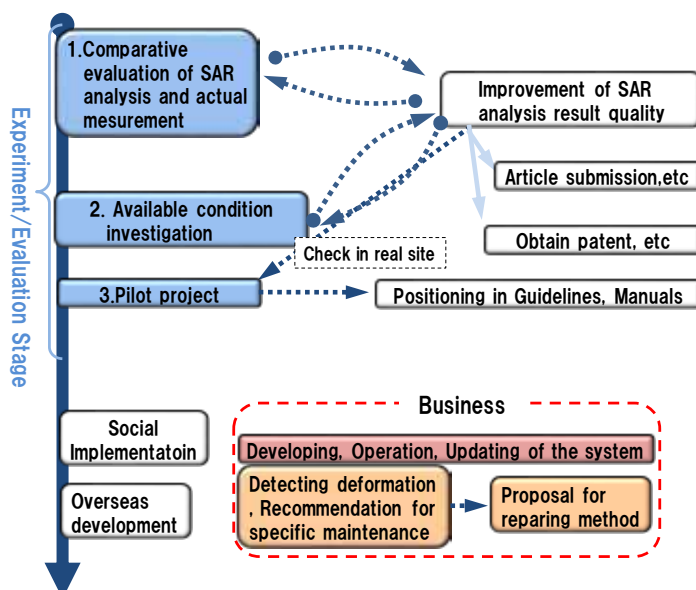 Experiment/Evaluation Stage
1.Comparative
evaluation of SAR
analysis and actual
mesurement
Improvement of SAR
analysis result quality
Article submission,etc
2. Available condition
investigation
Obtain patent, etc
Check in real site
3.Pilot project
Positioning in Guidelines, Manuals
Business
Social
Implementatoin
Developing, Operation, Updating of the system
Detecting deformation
, Recommendation for
specific maintenance
Proposal for
reparing method
Overseas
development